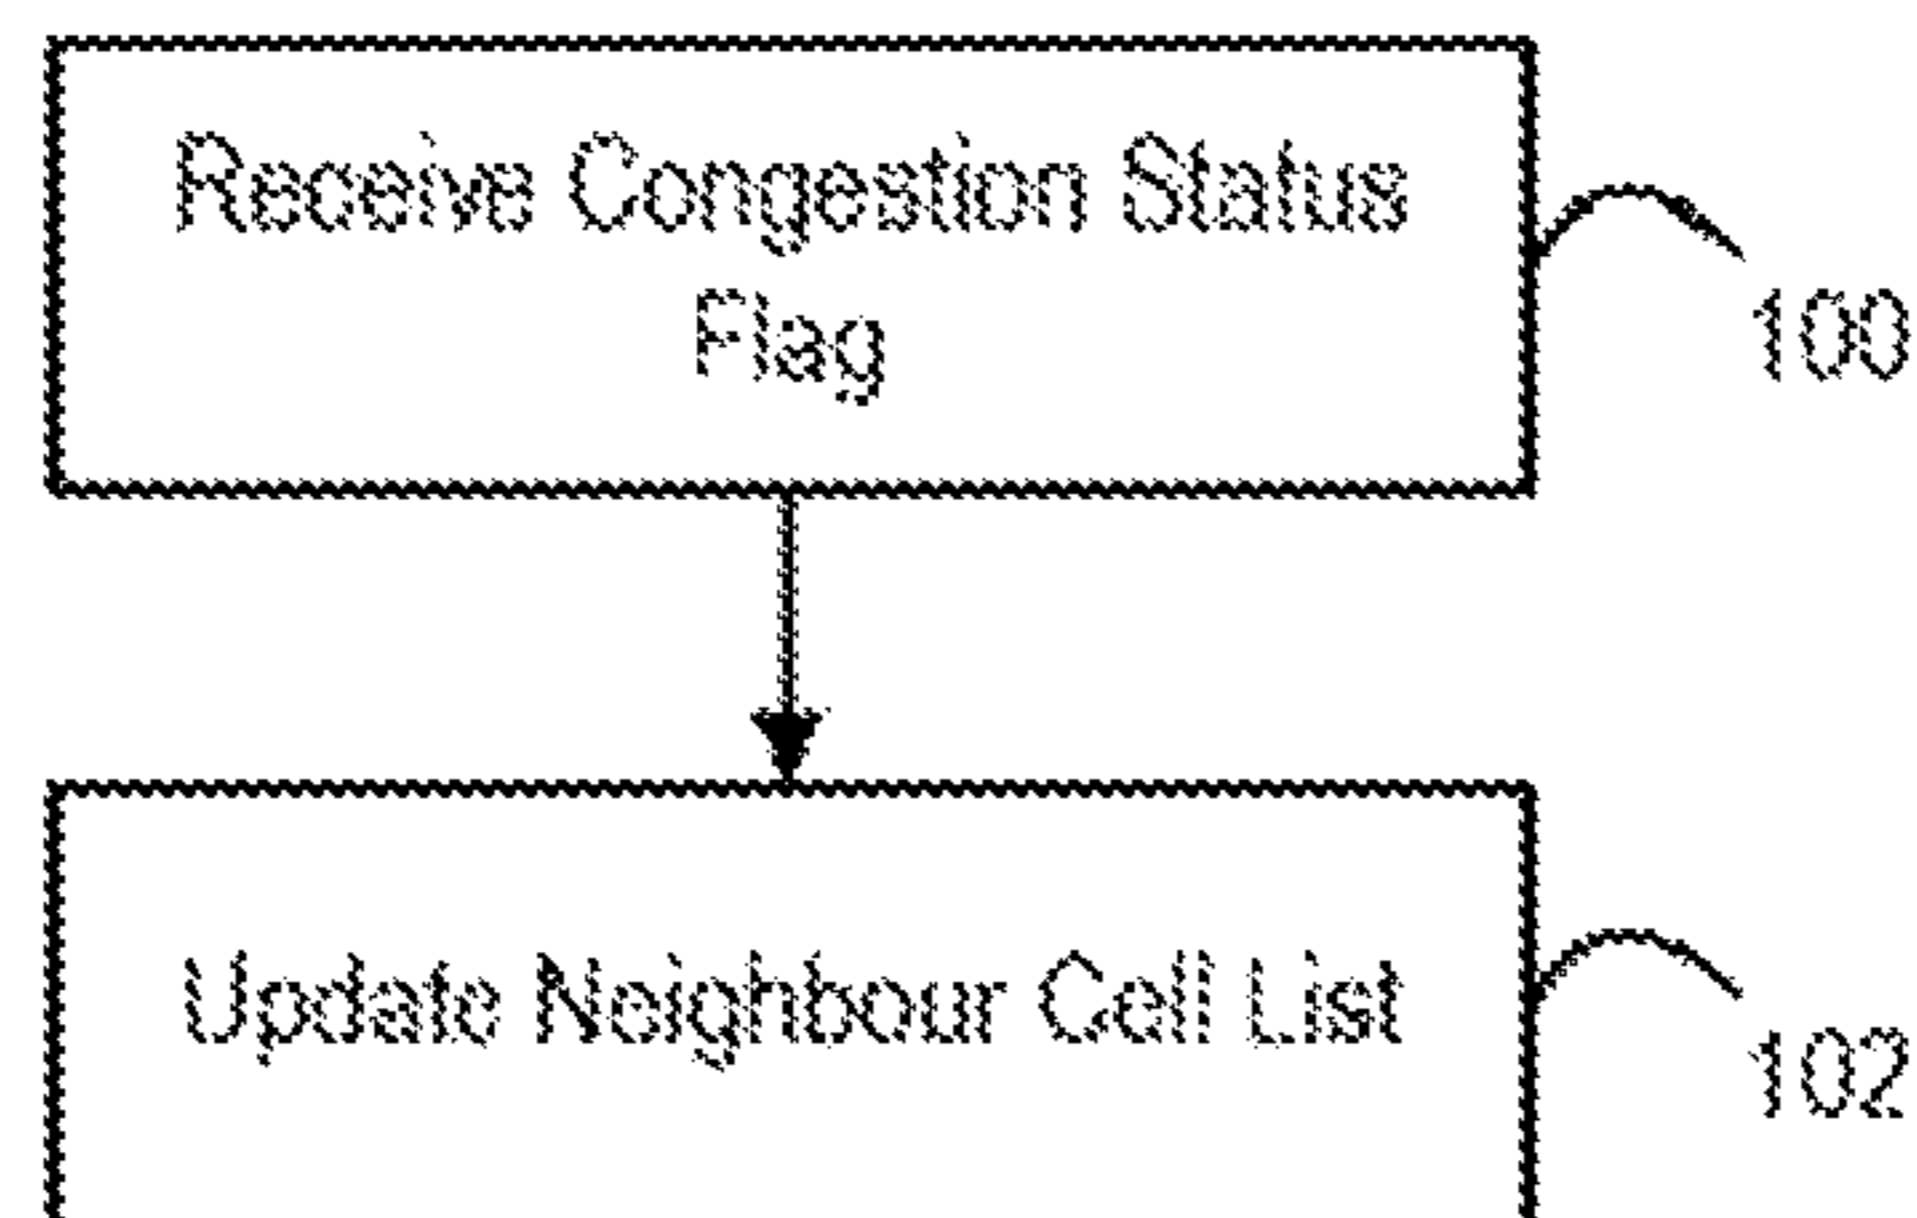 Receive Congestion Status
Flag
100
Update Neighbour Cell List
102